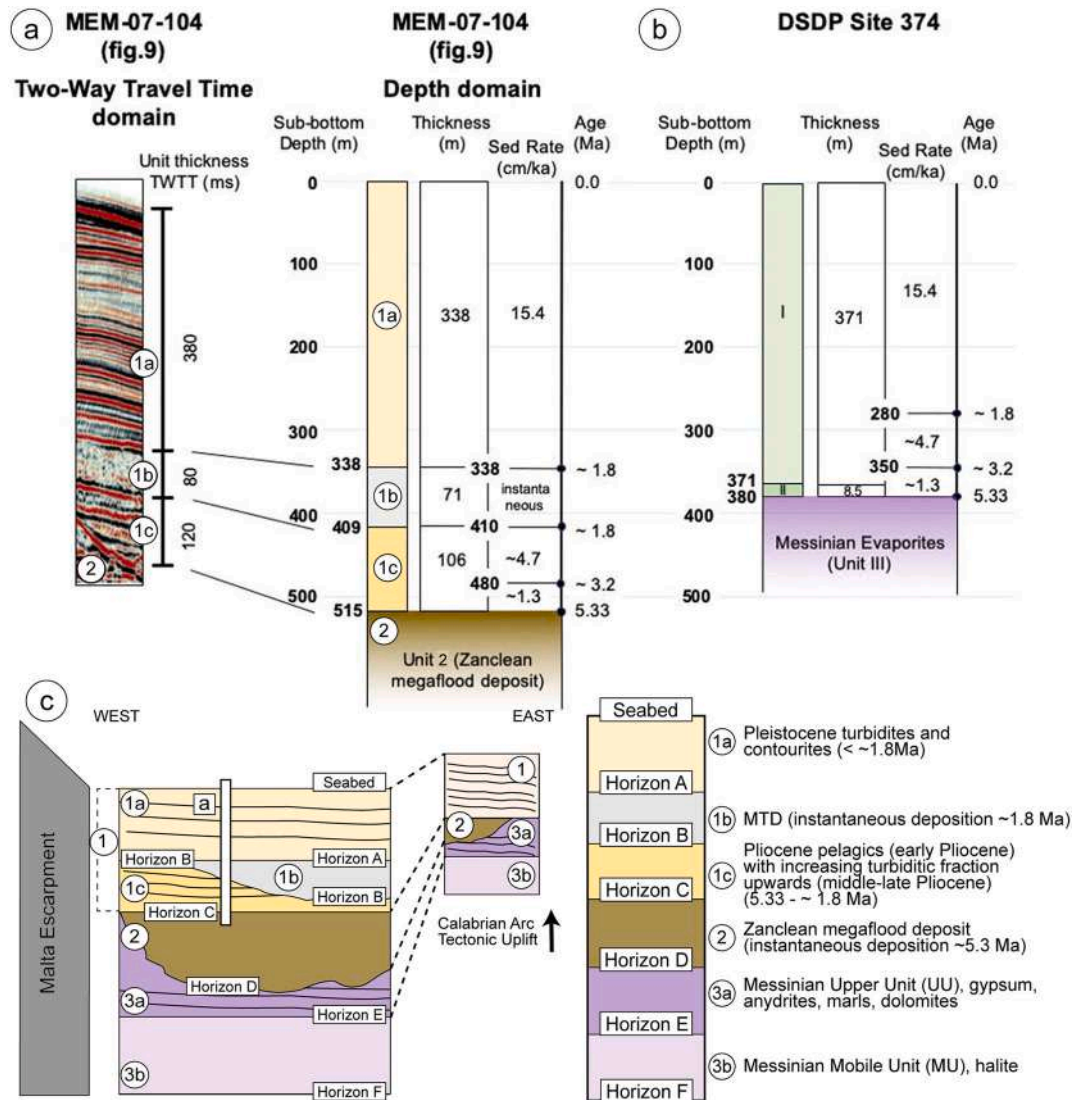 a
MEM-07-104
(fig.9)
Two-Way Travel Time
domain
Unit thickness
TWTT (ms)
1a
1b
1c
2
380
80
120
MEM-07-104
(fig.9)
Depth domain
Sub-bottom
Depth (m)
Thickness
(m)
Sed Rate
(cm/ka)
Age
(Ma)
0
100
200
300
338
400
409
500
515
1a
1b
1c
2
338
71
106
15.4
338
instanta
neous
410
~4.7
480
~1.3
0.0
~ 1.8
~ 1.8
~ 3.2
5.33
Unit 2 (Zanclean
megaflood deposit)
b
DSDP Site 374
Sub-bottom
Depth (m)
Thickness
(m)
Sed Rate
(cm/ka)
Age
(Ma)
0
100
200
300
371
380
400
500
I
II
371
8.5
15.4
280
~4.7
350
~1.3
0.0
~ 1.8
~ 3.2
5.33
Messinian Evaporites
(Unit III)
c
WEST
EAST
Malta Escarpment
1
1a
a
Seabed
Horizon B
Horizon A
1b
1c
Horizon B
Horizon C
2
Horizon D
3a
Horizon E
3b
Horizon F
1
2
3a
3b
Calabrian Arc
Tectonic Uplift
Seabed
Horizon A
Horizon B
Horizon C
Horizon D
Horizon E
Horizon F
1a Pleistocene turbidites and
contourites (< ~1.8Ma)
1b MTD (instantaneous deposition ~1.8 Ma)
1c Pliocene pelagics (early Pliocene)
with increasing turbiditic fraction
upwards (middle-late Pliocene)
(5.33 - ~ 1.8 Ma)
2 Zanclean megaflood deposit
(instantaneous deposition ~5.3 Ma)
3a Messinian Upper Unit (UU), gypsum,
anydrites, marls, dolomites
3b Messinian Mobile Unit (MU), halite